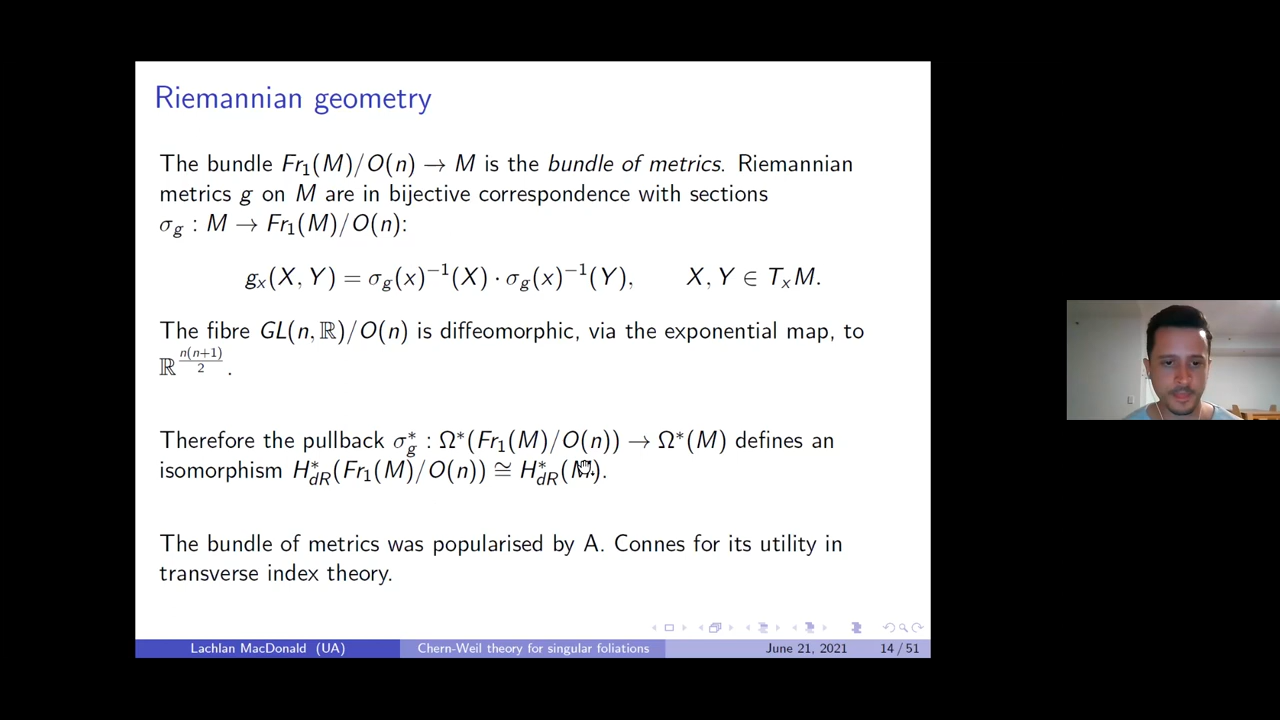 Riemannian geometry
The bundle Fr₁(M)/O(n) → M is the bundle of metrics. Riemannian
metrics g on M are in bijective correspondence with sections
σ_g : M → Fr₁(M)/O(n):
g_x(X, Y) = σ_g(x)⁻¹(X) · σ_g(x)⁻¹(Y), X, Y ∈ T_xM.
The fibre GL(n, ℝ)/O(n) is diffeomorphic, via the exponential map, to
ℝ^{n(n+1)/2}.
Therefore the pullback σ_g^* : Ω*(Fr₁(M)/O(n)) → Ω*(M) defines an
isomorphism H_{dR}^*(Fr₁(M)/O(n)) ≅ H_{dR}^*(M).
The bundle of metrics was popularised by A. Connes for its utility in
transverse index theory.
Lachlan MacDonald (UA) Chern-Weil theory for singular foliations June 21, 2021 14 / 51